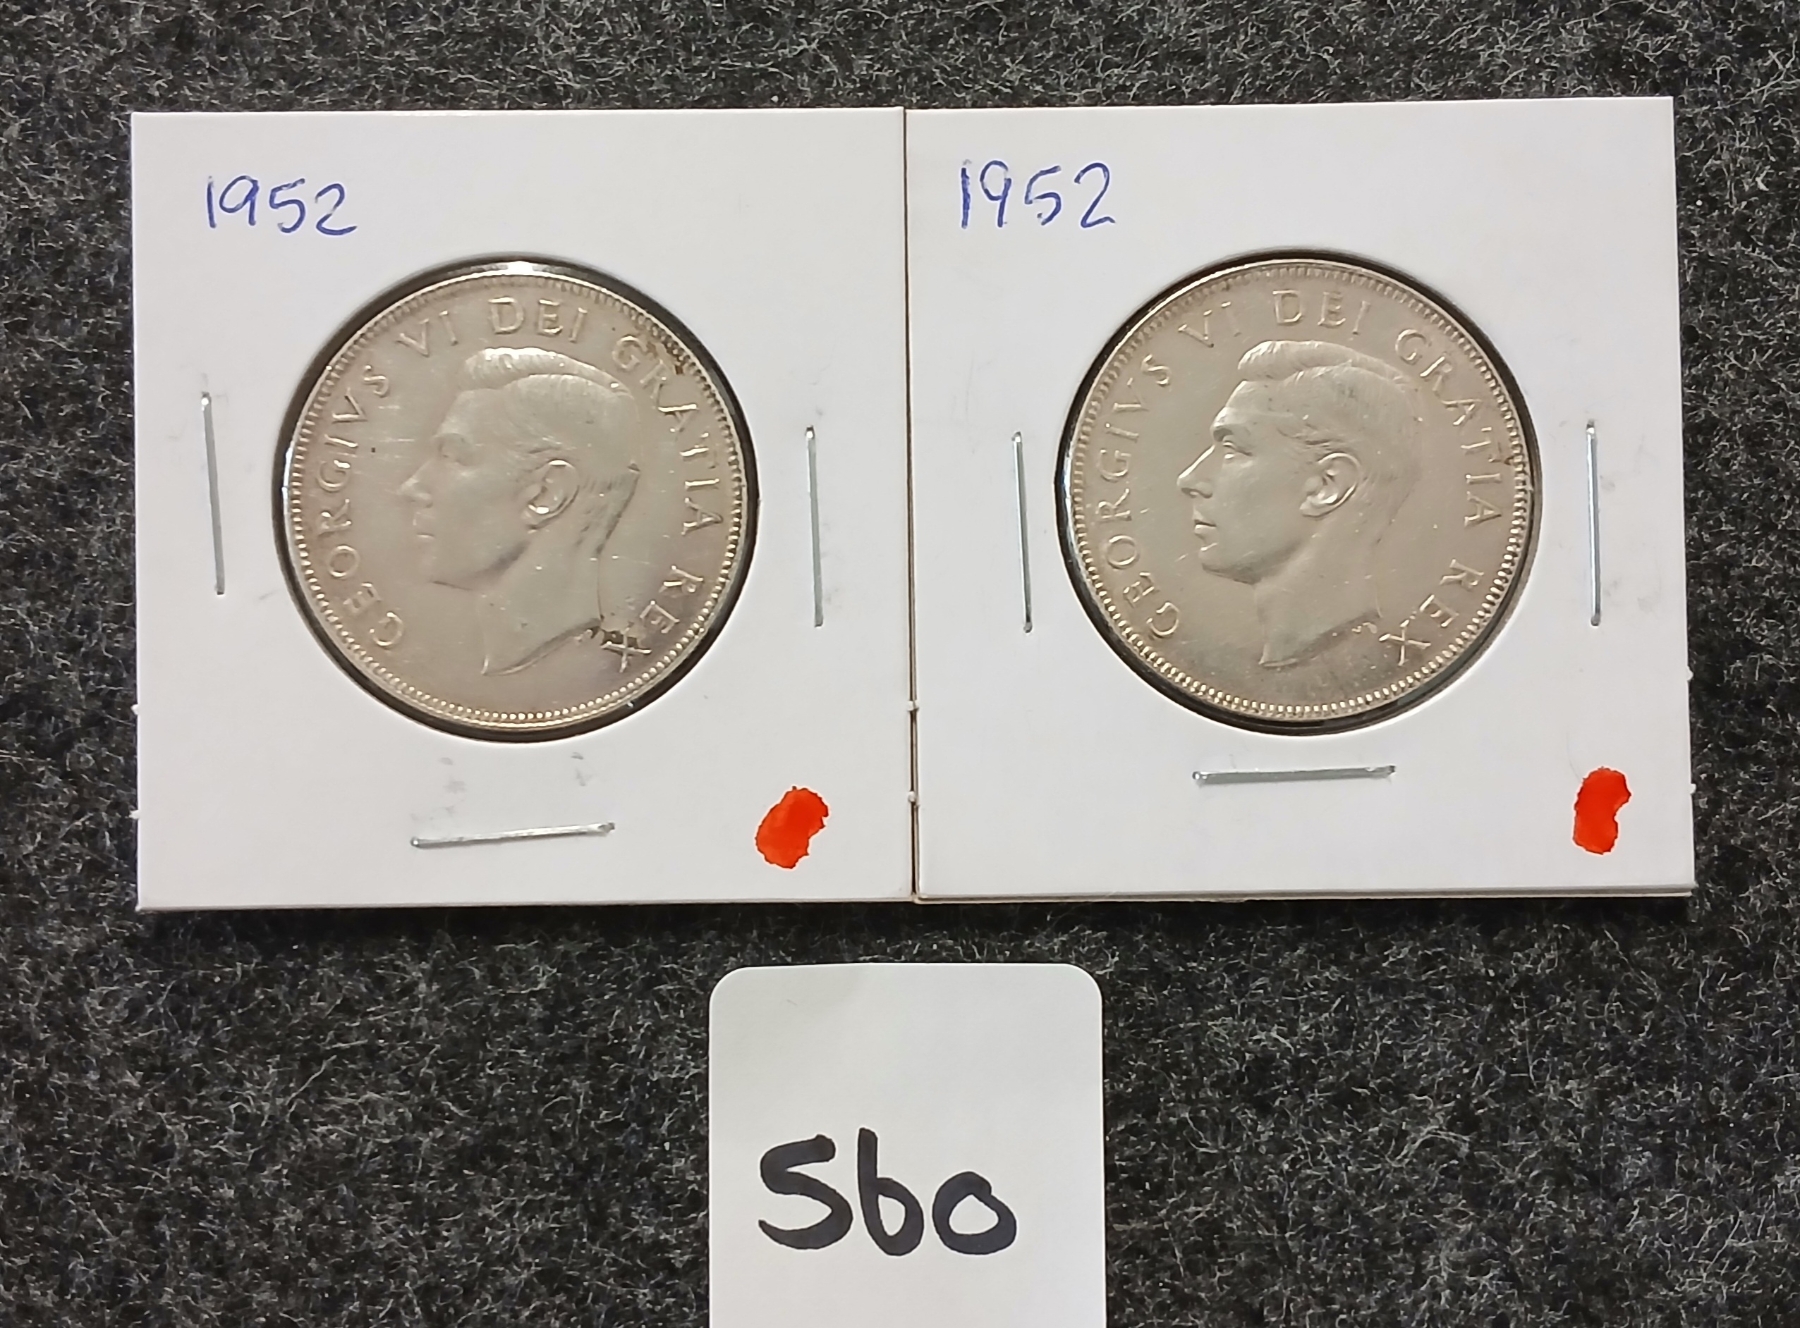 1952
1952
GEORGIVS VI DEI GRATIA REX
GEORGIVS VI DEI GRATIA REX
560